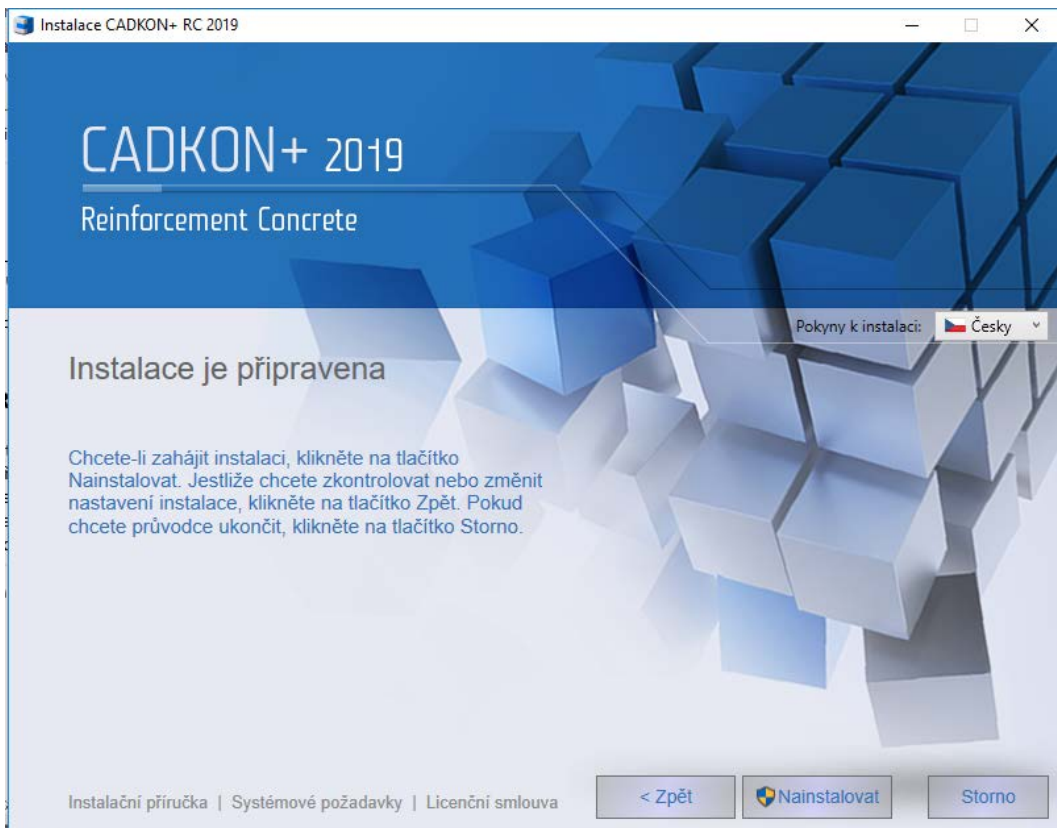 Instalace CADKON+ RC 2019
CADKON+ 2019
Reinforcement Concrete
Pokyny k instalaci: Česky
Instalace je připravena
Chcete-li zahájit instalaci, klikněte na tlačítko
Nainstalovat. Jestliže chcete zkontrolovat nebo změnit
nastavení instalace, klikněte na tlačítko Zpět. Pokud
chcete průvodce ukončit, klikněte na tlačítko Storno.
Instalační příručka | Systémové požadavky | Licenční smlouva
< Zpět
Nainstalovat
Storno